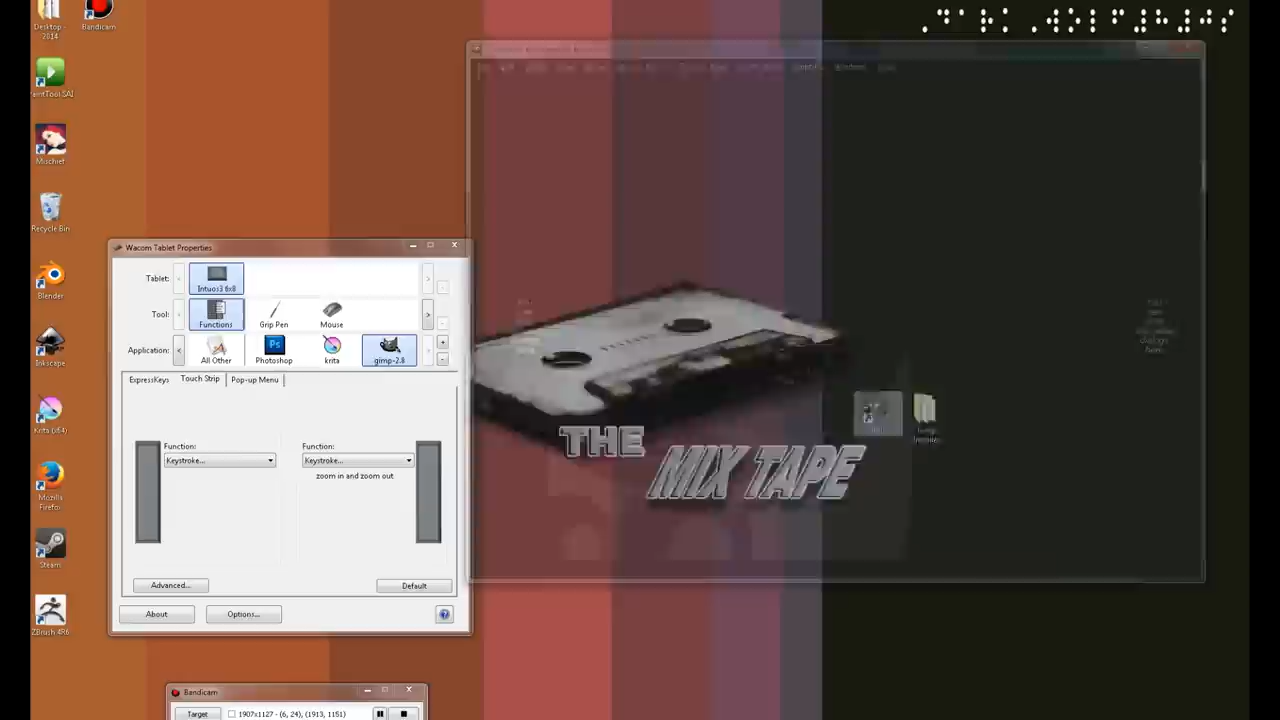 Desktop - 2014
Bandicam
PaintTool SAI
Mischief
Recycle Bin
Blender
Inkscape
Krita (x64)
Mozilla Firefox
Steam
ZBrush 4R6
Wacom Tablet Properties
Tablet:
Intuos3 6x8
Tool:
Functions
Grip Pen
Mouse
Application:
All Other
Photoshop
krita
gimp-2.8
ExpressKeys
Touch Strip
Pop-up Menu
Function:
Keystroke...
Function:
Keystroke...
zoom in and zoom out
Advanced...
Default
About
Options...
Bandicam
Target
1907x1127 - (6, 24), (1913, 1151)
THE
MIX TAPE